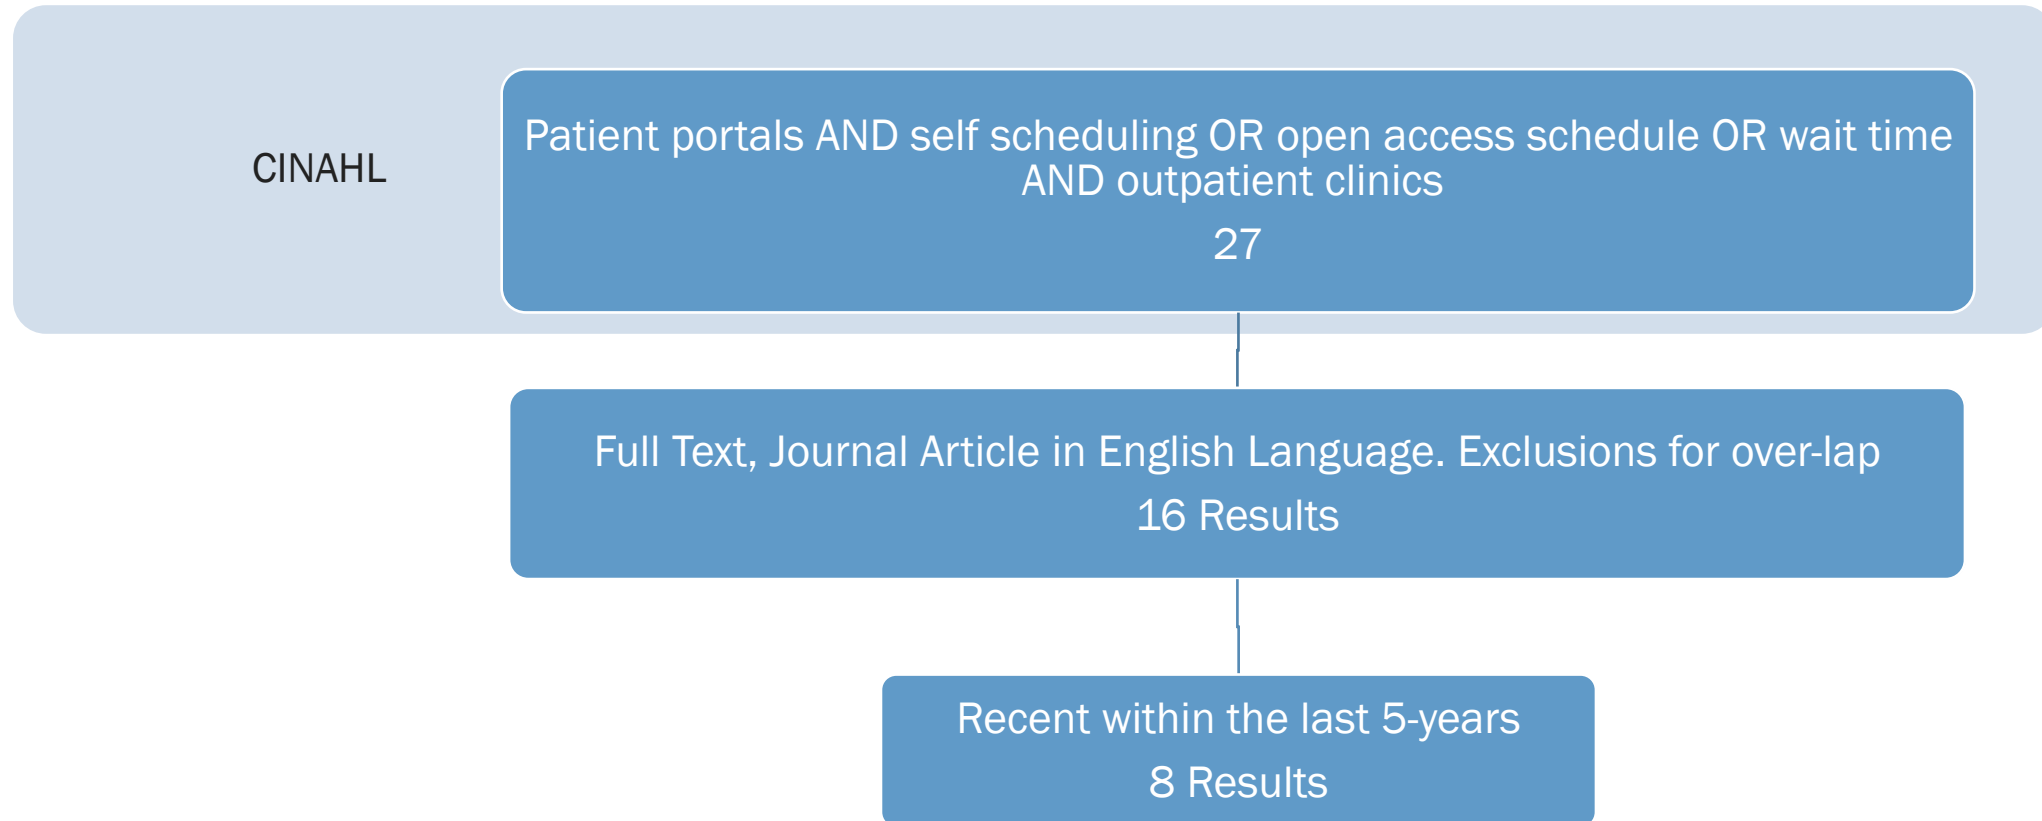 CINAHL
Patient portals AND self scheduling OR open access schedule OR wait time
AND outpatient clinics
27
Full Text, Journal Article in English Language. Exclusions for over-lap
16 Results
Recent within the last 5-years
8 Results